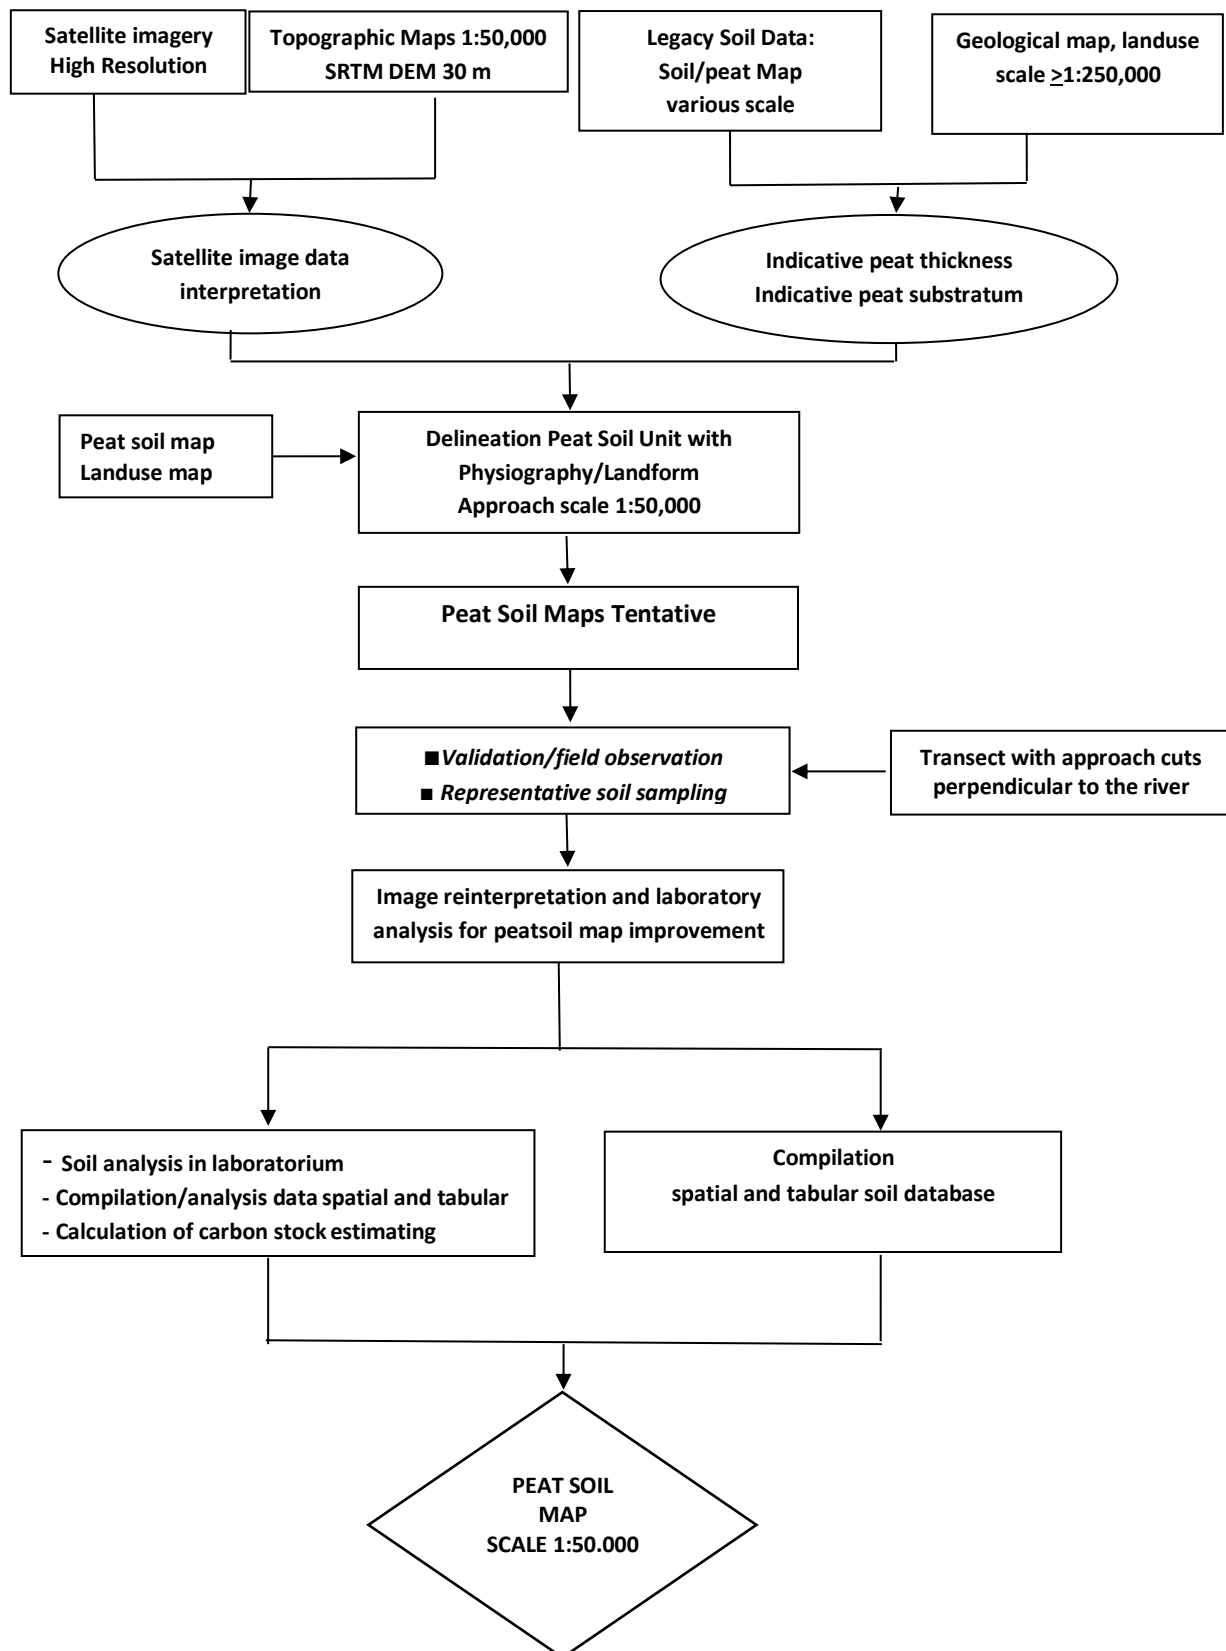 Satellite imagery
High Resolution
Topographic Maps 1:50,000
SRTM DEM 30 m
Legacy Soil Data:
Soil/peat Map
various scale
Geological map, landuse
scale ≥1:250,000
Satellite image data
interpretation
Indicative peat thickness
Indicative peat substratum
Peat soil map
Landuse map
Delineation Peat Soil Unit with
Physiography/Landform
Approach scale 1:50,000
Peat Soil Maps Tentative
■Validation/field observation
■ Representative soil sampling
Transect with approach cuts
perpendicular to the river
Image reinterpretation and laboratory
analysis for peatsoil map improvement
- Soil analysis in laboratorium
- Compilation/analysis data spatial and tabular
- Calculation of carbon stock estimating
Compilation
spatial and tabular soil database
PEAT SOIL
MAP
SCALE 1:50.000